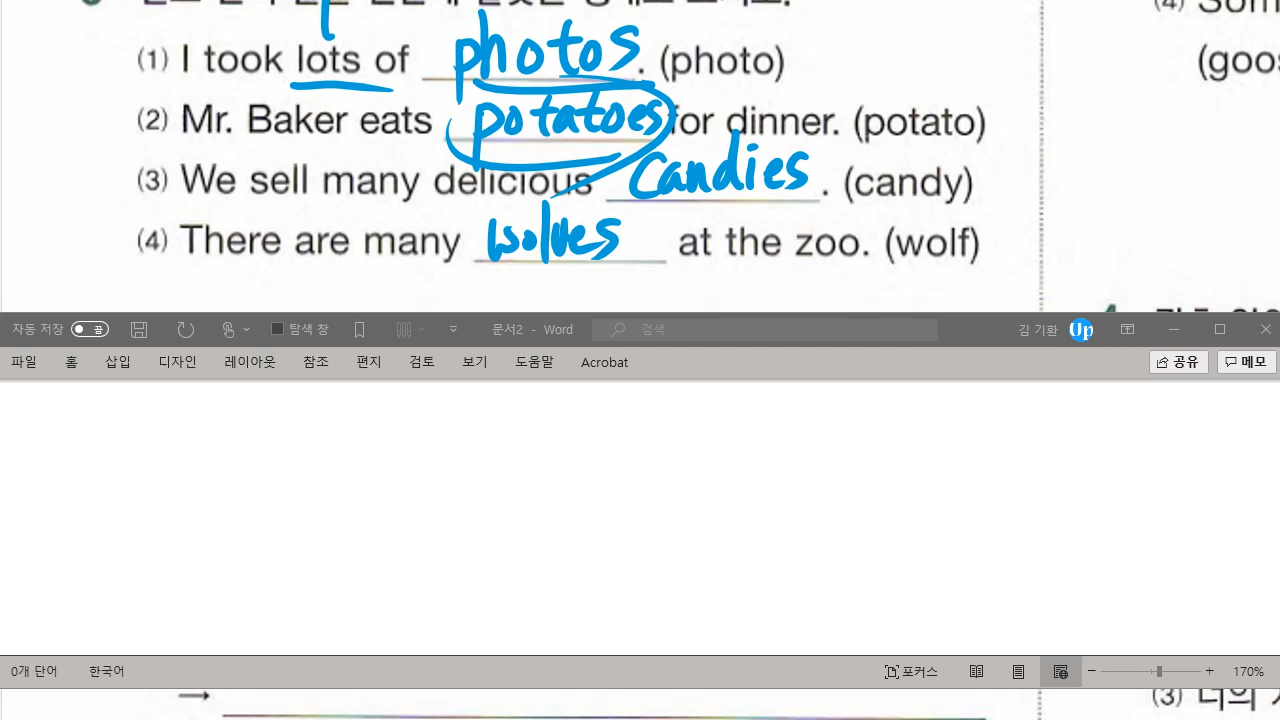 (4) Som
(1) I took lots of photos. (photo)
(goos
(2) Mr. Baker eats potatoes for dinner. (potato)
(3) We sell many delicious candies. (candy)
(4) There are many wolves at the zoo. (wolf)
자동 저장 끔 탐색 창 문서2 - Word 검색 김 기환 Up
파일 홈 삽입 디자인 레이아웃 참조 편지 검토 보기 도움말 Acrobat 공유 메모
0개 단어 한국어 포커스 - + 170%
→ (3) 너의